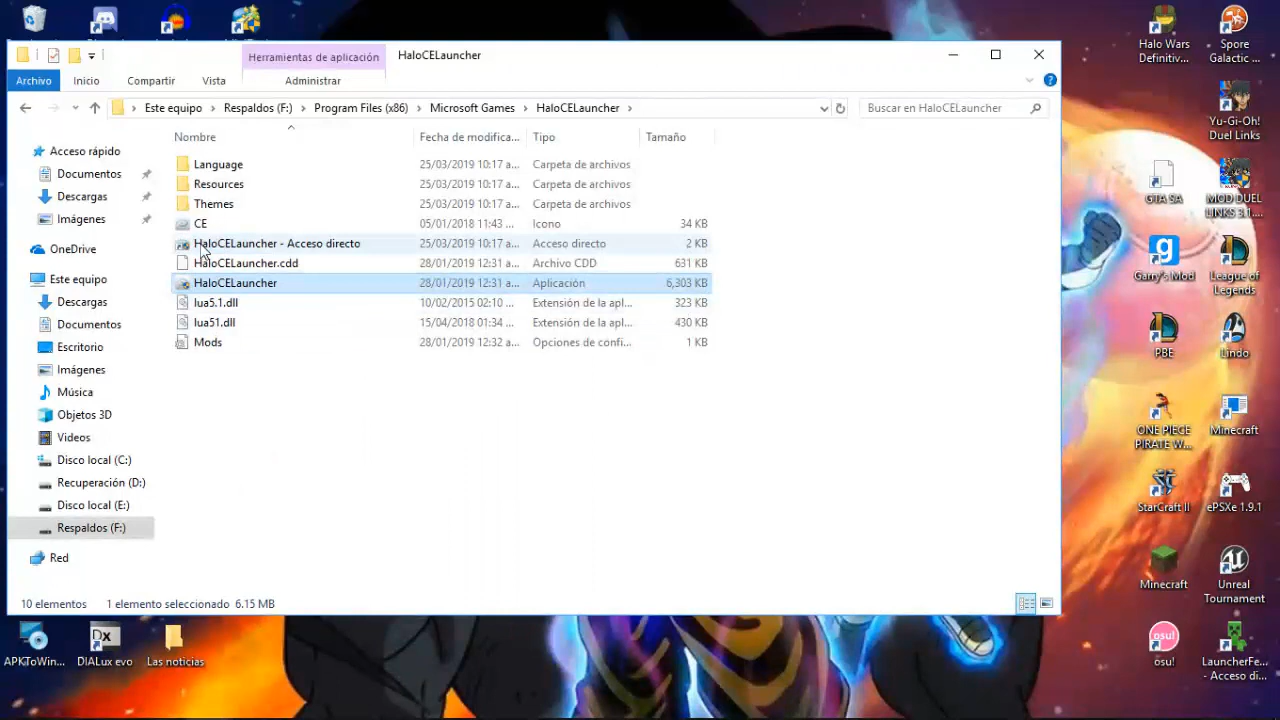 Herramientas de aplicación
HaloCELauncher
Archivo
Inicio
Compartir
Vista
Administrar
Este equipo
Respaldos (F:)
Program Files (x86)
Microsoft Games
HaloCELauncher
Buscar en HaloCELauncher
Nombre
Fecha de modifica...
Tipo
Tamaño
Acceso rápido
Documentos
Descargas
Imágenes
OneDrive
Este equipo
Descargas
Documentos
Escritorio
Imágenes
Música
Objetos 3D
Videos
Disco local (C:)
Recuperación (D:)
Disco local (E:)
Respaldos (F:)
Red
Language 25/03/2019 10:17 a... Carpeta de archivos
Resources 25/03/2019 10:17 a... Carpeta de archivos
Themes 25/03/2019 10:17 a... Carpeta de archivos
CE 05/01/2018 11:43 ... Icono 34 KB
HaloCELauncher - Acceso directo 25/03/2019 10:17 a... Acceso directo 2 KB
HaloCELauncher.cdd 28/01/2019 12:31 a... Archivo CDD 631 KB
HaloCELauncher 28/01/2019 12:31 a... Aplicación 6,303 KB
lua5.1.dll 10/02/2015 02:10 ... Extensión de la apl... 323 KB
lua51.dll 15/04/2018 01:34 ... Extensión de la apl... 430 KB
Mods 28/01/2019 12:32 a... Opciones de confi... 1 KB
10 elementos
1 elemento seleccionado 6.15 MB
Halo Wars
Definitiv...
Spore
Galactic ...
Yu-Gi-Oh!
Duel Links
GTA SA
MOD DUEL
LINKS 3.1....
Garry's Mod
League of
Legends
PBE
Lindo
ONE PIECE
PIRATE W...
Minecraft
StarCraft II
ePSXe 1.9.1
Minecraft
Unreal
Tournament
osu!
osu!
LauncherFe...
- Acceso di...
APKToWin...
Dx
DIALux evo
Las noticias